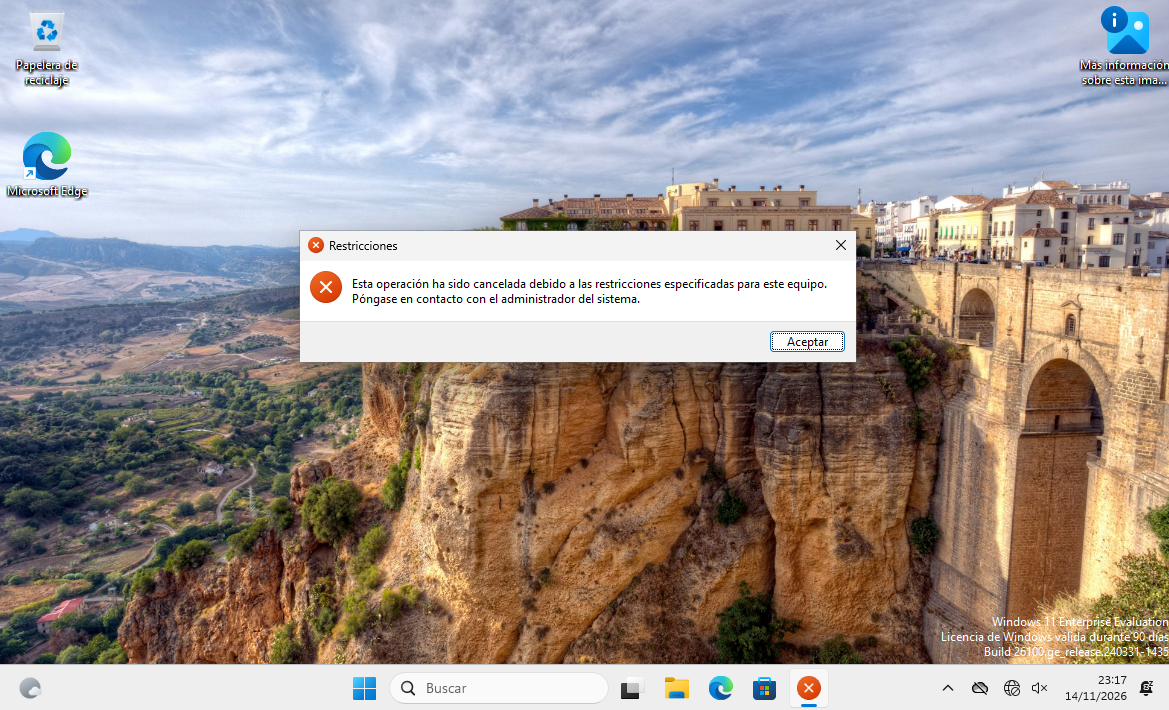 Papelera de
reciclaje
Más información
sobre esta ima...
Microsoft Edge
Restricciones
Esta operación ha sido cancelada debido a las restricciones especificadas para este equipo.
Póngase en contacto con el administrador del sistema.
Aceptar
Windows 11 Enterprise Evaluation
Licencia de Windows válida durante 90 días
Build 26100.ge_release.240331-1435
Buscar
23:17
14/11/2026